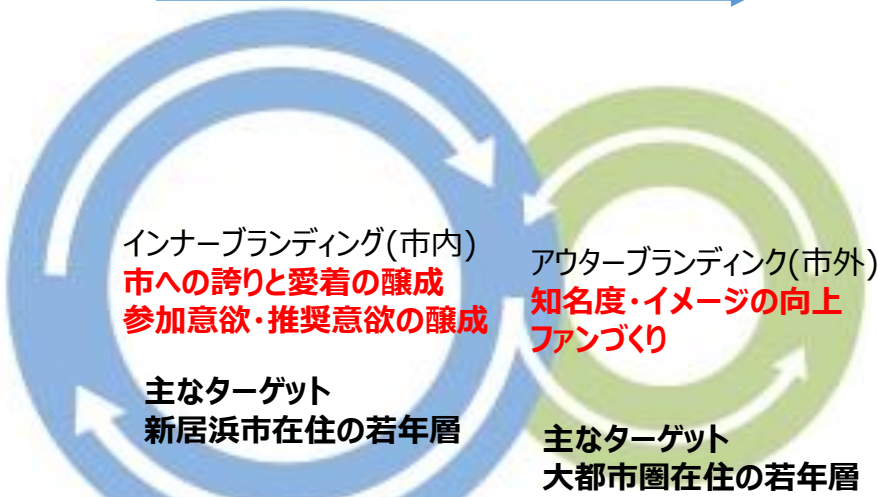 インナーブランディング(市内)
市への誇りと愛着の醸成
参加意欲・推奨意欲の醸成
主なターゲット
新居浜市在住の若年層
アウターブランディンク(市外)
知名度・イメージの向上
ファンづくり
主なターゲット
大都市圏在住の若年層